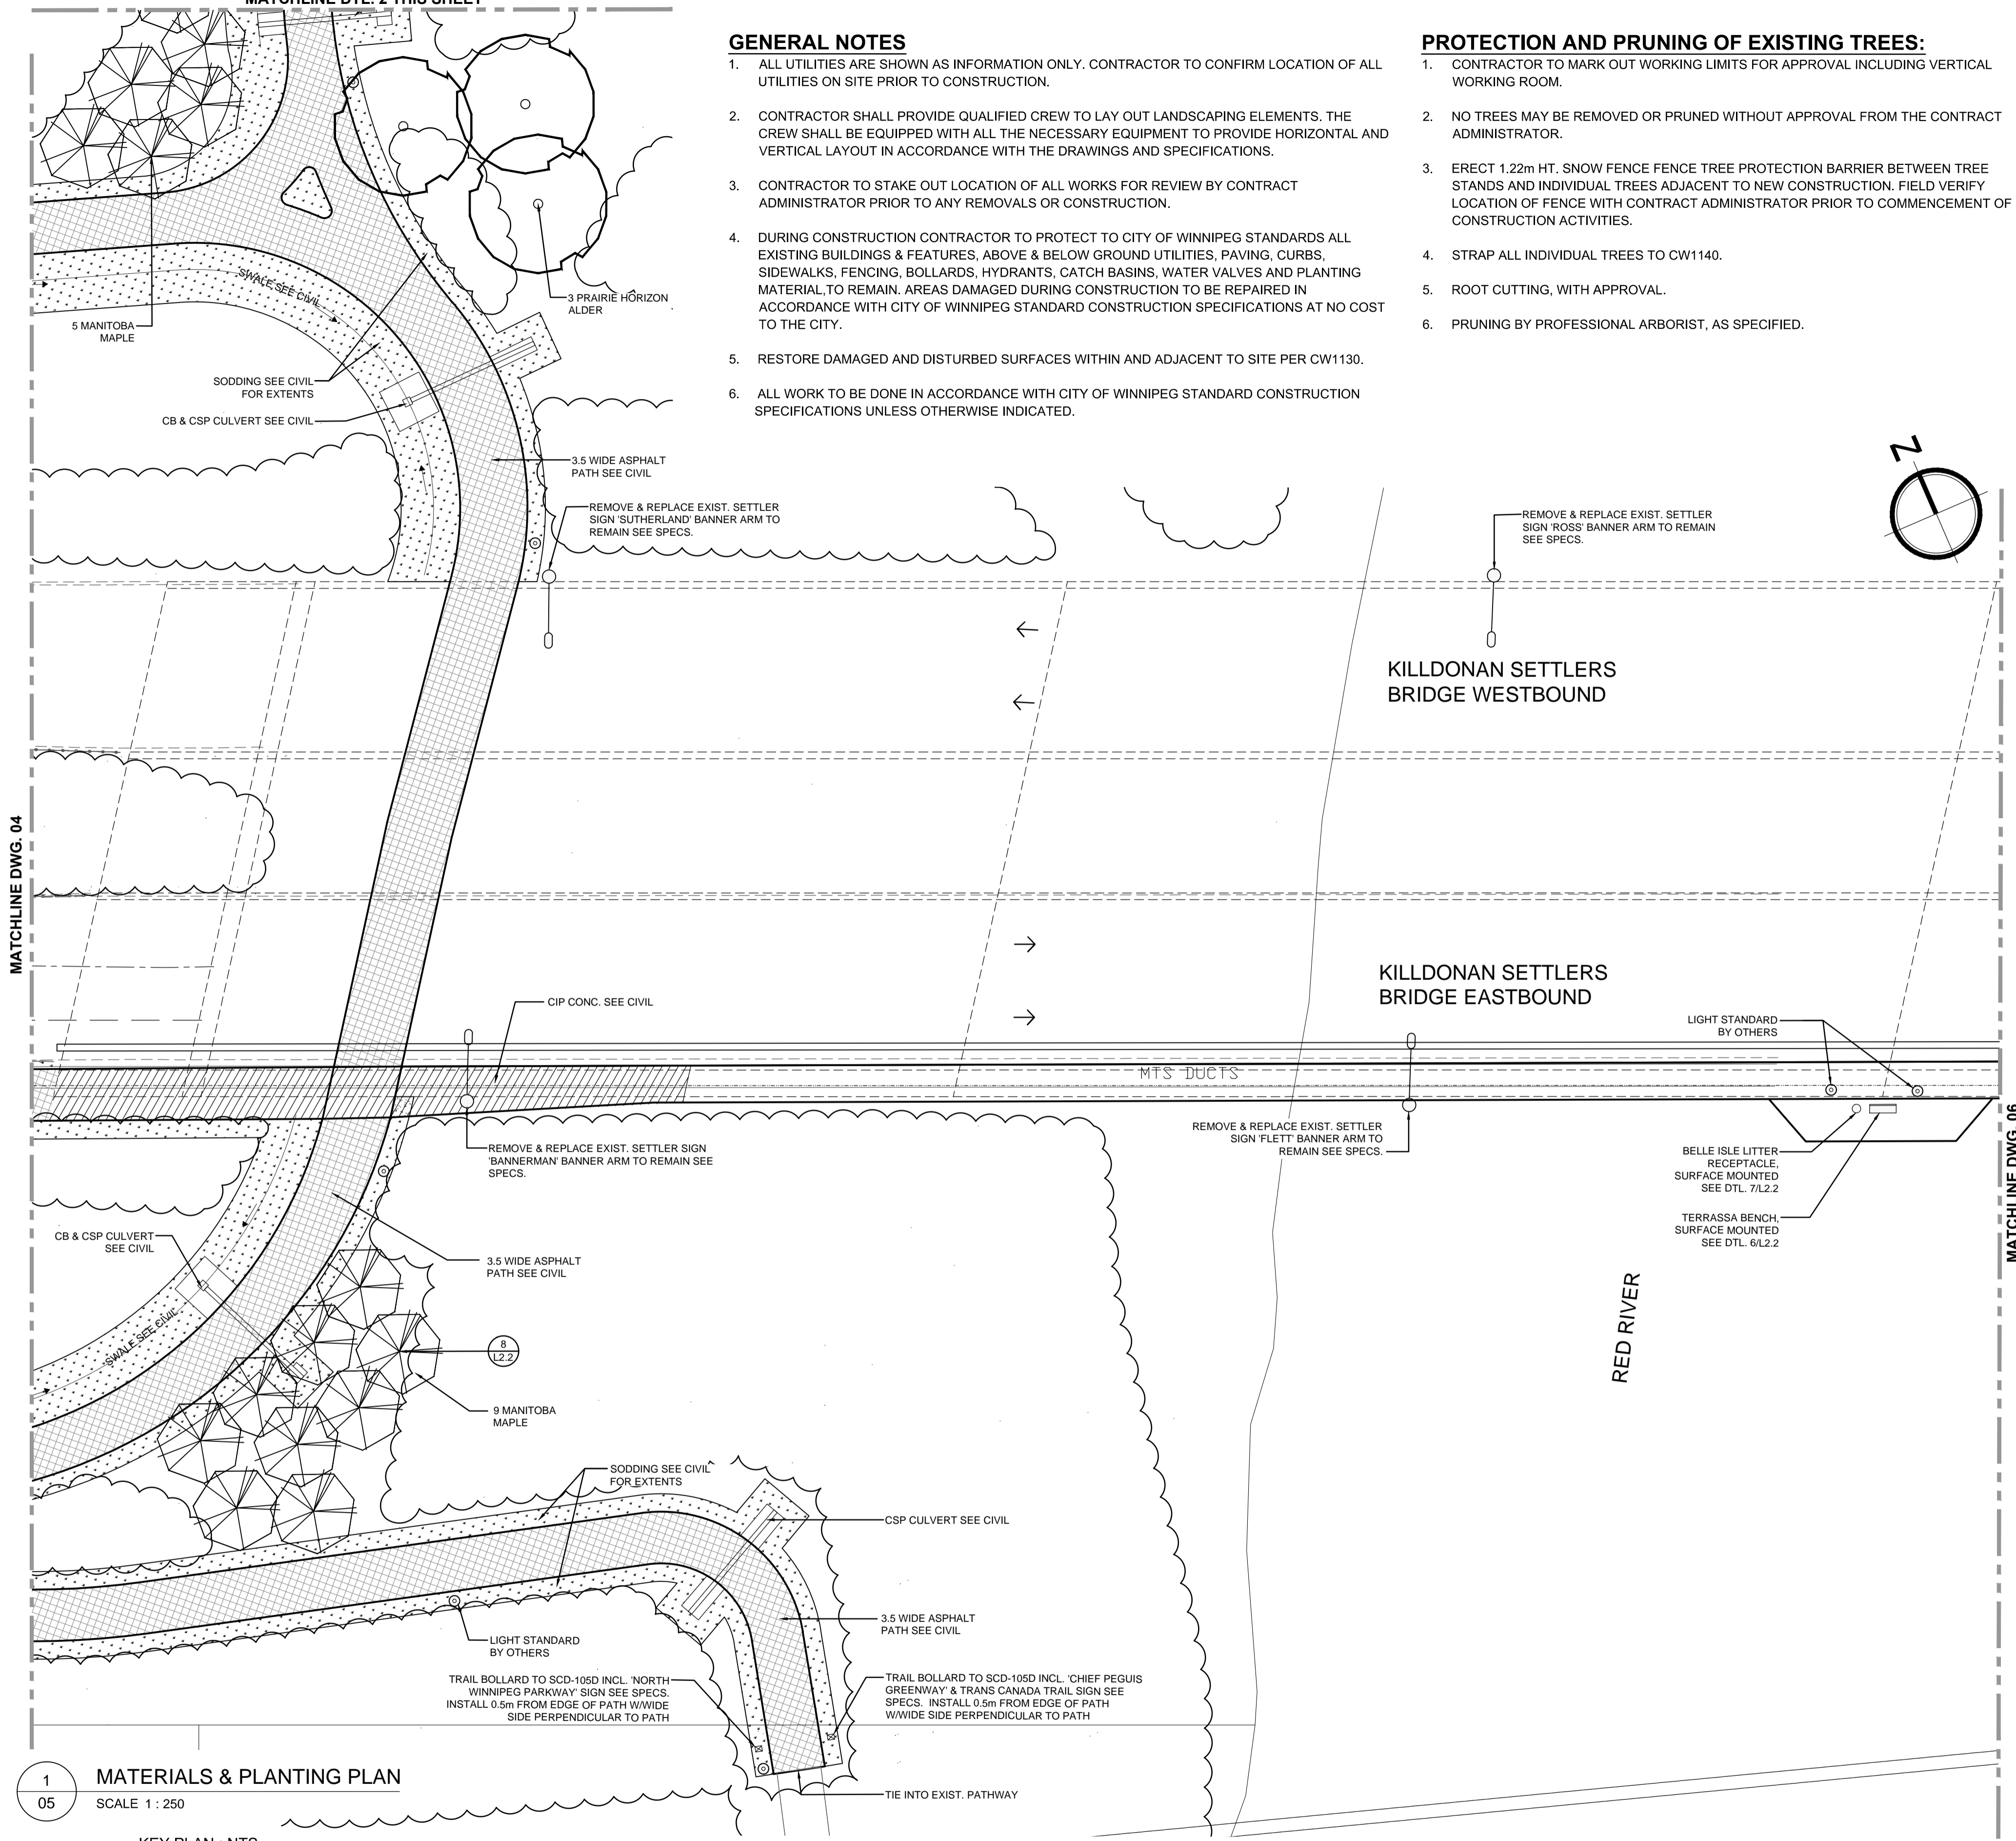 MATCHLINE DTL. 2 THIS SHEET
GENERAL NOTES
1. ALL UTILITIES ARE SHOWN AS INFORMATION ONLY. CONTRACTOR TO CONFIRM LOCATION OF ALL
UTILITIES ON SITE PRIOR TO CONSTRUCTION.
2. CONTRACTOR SHALL PROVIDE QUALIFIED CREW TO LAY OUT LANDSCAPING ELEMENTS. THE
CREW SHALL BE EQUIPPED WITH ALL THE NECESSARY EQUIPMENT TO PROVIDE HORIZONTAL AND
VERTICAL LAYOUT IN ACCORDANCE WITH THE DRAWINGS AND SPECIFICATIONS.
3. CONTRACTOR TO STAKE OUT LOCATION OF ALL WORKS FOR REVIEW BY CONTRACT
ADMINISTRATOR PRIOR TO ANY REMOVALS OR CONSTRUCTION.
4. DURING CONSTRUCTION CONTRACTOR TO PROTECT TO CITY OF WINNIPEG STANDARDS ALL
EXISTING BUILDINGS & FEATURES, ABOVE & BELOW GROUND UTILITIES, PAVING, CURBS,
SIDEWALKS, FENCING, BOLLARDS, HYDRANTS, CATCH BASINS, WATER VALVES AND PLANTING
MATERIAL,TO REMAIN. AREAS DAMAGED DURING CONSTRUCTION TO BE REPAIRED IN
ACCORDANCE WITH CITY OF WINNIPEG STANDARD CONSTRUCTION SPECIFICATIONS AT NO COST
TO THE CITY.
5. RESTORE DAMAGED AND DISTURBED SURFACES WITHIN AND ADJACENT TO SITE PER CW1130.
6. ALL WORK TO BE DONE IN ACCORDANCE WITH CITY OF WINNIPEG STANDARD CONSTRUCTION
SPECIFICATIONS UNLESS OTHERWISE INDICATED.
PROTECTION AND PRUNING OF EXISTING TREES:
1. CONTRACTOR TO MARK OUT WORKING LIMITS FOR APPROVAL INCLUDING VERTICAL
WORKING ROOM.
2. NO TREES MAY BE REMOVED OR PRUNED WITHOUT APPROVAL FROM THE CONTRACT
ADMINISTRATOR.
3. ERECT 1.22m HT. SNOW FENCE FENCE TREE PROTECTION BARRIER BETWEEN TREE
STANDS AND INDIVIDUAL TREES ADJACENT TO NEW CONSTRUCTION. FIELD VERIFY
LOCATION OF FENCE WITH CONTRACT ADMINISTRATOR PRIOR TO COMMENCEMENT OF
CONSTRUCTION ACTIVITIES.
4. STRAP ALL INDIVIDUAL TREES TO CW1140.
5. ROOT CUTTING, WITH APPROVAL.
6. PRUNING BY PROFESSIONAL ARBORIST, AS SPECIFIED.
N
SWALE SEE CIVIL
3 PRAIRIE HORIZON
ALDER
5 MANITOBA
MAPLE
SODDING SEE CIVIL
FOR EXTENTS
CB & CSP CULVERT SEE CIVIL
3.5 WIDE ASPHALT
PATH SEE CIVIL
REMOVE & REPLACE EXIST. SETTLER
SIGN 'SUTHERLAND' BANNER ARM TO
REMAIN SEE SPECS.
REMOVE & REPLACE EXIST. SETTLER
SIGN 'ROSS' BANNER ARM TO REMAIN
SEE SPECS.
KILLDONAN SETTLERS
BRIDGE WESTBOUND
MATCHLINE DWG. 04
KILLDONAN SETTLERS
BRIDGE EASTBOUND
CIP CONC. SEE CIVIL
LIGHT STANDARD
BY OTHERS
MTS DUCTS
REMOVE & REPLACE EXIST. SETTLER SIGN
'BANNERMAN' BANNER ARM TO REMAIN SEE
SPECS.
REMOVE & REPLACE EXIST. SETTLER
SIGN 'FLETT' BANNER ARM TO
REMAIN SEE SPECS.
BELLE ISLE LITTER
RECEPTACLE,
SURFACE MOUNTED
SEE DTL. 7/L2.2
TERRASSA BENCH,
SURFACE MOUNTED
SEE DTL. 6/L2.2
MATCHLINE DWG. 06
CB & CSP CULVERT
SEE CIVIL
3.5 WIDE ASPHALT
PATH SEE CIVIL
SWALE SEE CIVIL
8
L2.2
RED RIVER
9 MANITOBA
MAPLE
SODDING SEE CIVIL
FOR EXTENTS
CSP CULVERT SEE CIVIL
3.5 WIDE ASPHALT
PATH SEE CIVIL
LIGHT STANDARD
BY OTHERS
TRAIL BOLLARD TO SCD-105D INCL. 'NORTH
WINNIPEG PARKWAY' SIGN SEE SPECS.
INSTALL 0.5m FROM EDGE OF PATH W/WIDE
SIDE PERPENDICULAR TO PATH
TRAIL BOLLARD TO SCD-105D INCL. 'CHIEF PEGUIS
GREENWAY' & TRANS CANADA TRAIL SIGN SEE
SPECS. INSTALL 0.5m FROM EDGE OF PATH
W/WIDE SIDE PERPENDICULAR TO PATH
TIE INTO EXIST. PATHWAY
1
05
MATERIALS & PLANTING PLAN
SCALE 1 : 250
KEY PLAN : NTS